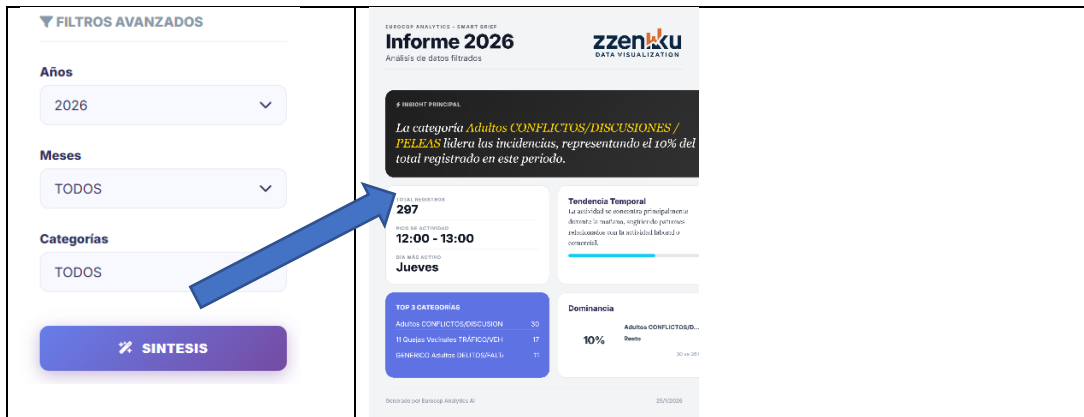 FILTROS AVANZADOS
Años
2026
Meses
TODOS
Categorías
TODOS
SINTESIS
EUROCOP ANALYTICS - SMART BRIEF
Informe 2026
Análisis de datos filtrados
zzenkku
DATA VISUALIZATION
INSIGHT PRINCIPAL
La categoría Adultos CONFLICTOS/DISCUSIONES /
PELEAS lidera las incidencias, representando el 10% del
total registrado en este periodo.
TOTAL REGISTROS
297
PICO DE ACTIVIDAD
12:00 - 13:00
DÍA MÁS ACTIVO
Jueves
Tendencia Temporal
La actividad se concentra principalmente
durante la mañana, sugiriendo patrones
relacionados con la actividad laboral o
comercial.
TOP 3 CATEGORÍAS
Adultos CONFLICTOS/DISCUSION 30
11 Quejas Vecinales TRÁFICO/VEH 17
GENERICO Adultos DELITOS/FALT 11
Dominancia
10%
Adultos CONFLICTOS/D...
Resto
Generado por Eurocop Analytics AI
25/1/2026